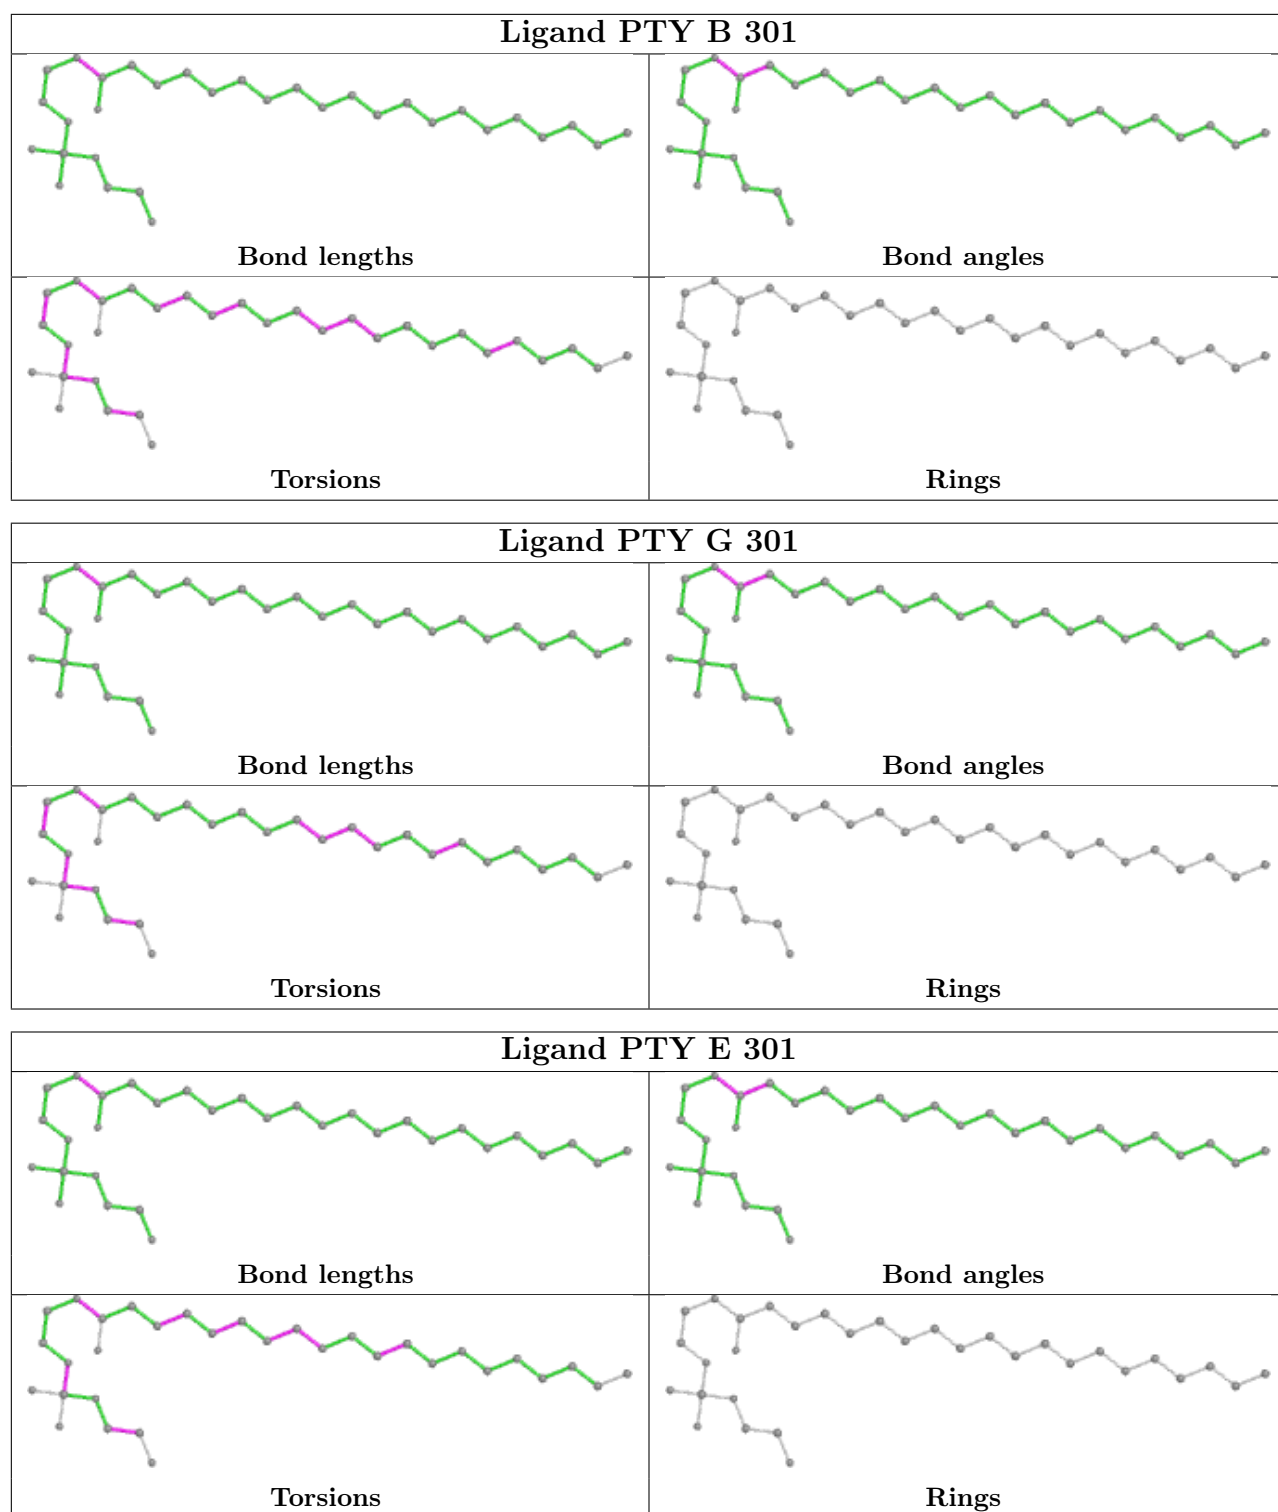 Ligand PTY B 301
Bond lengths
Bond angles
Torsions
Rings
Ligand PTY G 301
Bond lengths
Bond angles
Torsions
Rings
Ligand PTY E 301
Bond lengths
Bond angles
Torsions
Rings